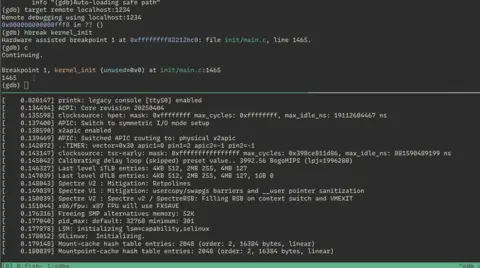 info "(gdb)Auto-loading safe path"
(gdb) target remote localhost:1234
Remote debugging using localhost:1234
0x000000000000fff0 in ?? ()
(gdb) hbreak kernel_init
Hardware assisted breakpoint 1 at 0xffffffff82212bc0: file init/main.c, line 1465.
(gdb) c
Continuing.
Breakpoint 1, kernel_init (unused=0x0) at init/main.c:1465
1465
(gdb)
[    0.020147] printk: legacy console [ttyS0] enabled
[    0.134494] ACPI: Core revision 20250404
[    0.135598] clocksource: hpet: mask: 0xffffffff max_cycles: 0xffffffff, max_idle_ns: 19112604467 ns
[    0.137400] APIC: Switch to symmetric I/O mode setup
[    0.138590] x2apic enabled
[    0.139469] APIC: Switched APIC routing to: physical x2apic
[    0.142072] ..TIMER: vector=0x30 apic1=0 pin1=2 apic2=-1 pin2=-1
[    0.143147] clocksource: tsc-early: mask: 0xffffffffffffffff max_cycles: 0x398ce811d86, max_idle_ns: 881590489199 ns
[    0.145042] Calibrating delay loop (skipped) preset value.. 3992.56 BogoMIPS (lpj=1996280)
[    0.146327] Last level iTLB entries: 4KB 512, 2MB 255, 4MB 127
[    0.147039] Last level dTLB entries: 4KB 512, 2MB 255, 4MB 127, 1GB 0
[    0.148043] Spectre V2 : Mitigation: Retpolines
[    0.149039] Spectre V1 : Mitigation: usercopy/swapgs barriers and __user pointer sanitization
[    0.150039] Spectre V2 : Spectre v2 / SpectreRSB: Filling RSB on context switch and VMEXIT
[    0.151044] x86/fpu: x87 FPU will use FXSAVE
[    0.176316] Freeing SMP alternatives memory: 52K
[    0.177040] pid_max: default: 32768 minimum: 301
[    0.177878] LSM: initializing lsm=capability,selinux
[    0.178052] SELinux:  Initializing.
[    0.179148] Mount-cache hash table entries: 2048 (order: 2, 16384 bytes, linear)
[    0.180039] Mountpoint-cache hash table entries: 2048 (order: 2, 16384 bytes, linear)